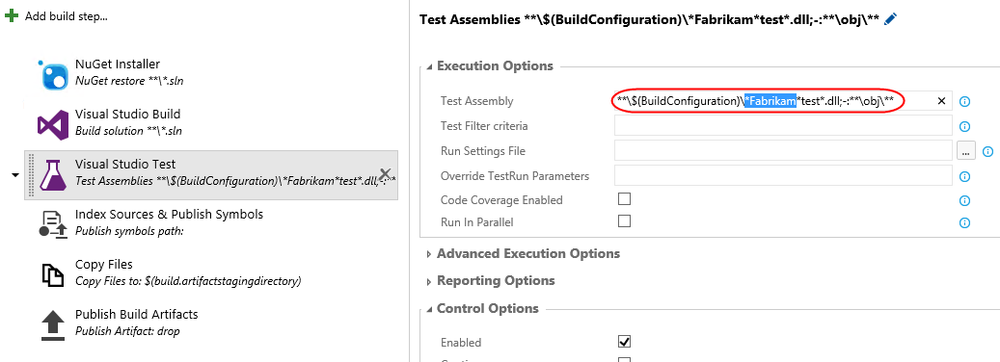 Add build step...
NuGet Installer
NuGet restore **\*.sln
Visual Studio Build
Build solution **\*.sln
Visual Studio Test
Test Assemblies **\$(BuildConfiguration)\*Fabrikam*test*.dll;-:**
Index Sources & Publish Symbols
Publish symbols path:
Copy Files
Copy Files to: $(build.artifactstagingdirectory)
Publish Build Artifacts
Publish Artifact: drop
Test Assemblies **\$(BuildConfiguration)\*Fabrikam*test*.dll;-:**\obj\**
Execution Options
Test Assembly **\$(BuildConfiguration)\*Fabrikam*test*.dll;-:**\obj\**
Test Filter criteria
Run Settings File ...
Override TestRun Parameters
Code Coverage Enabled
Run In Parallel
Advanced Execution Options
Reporting Options
Control Options
Enabled